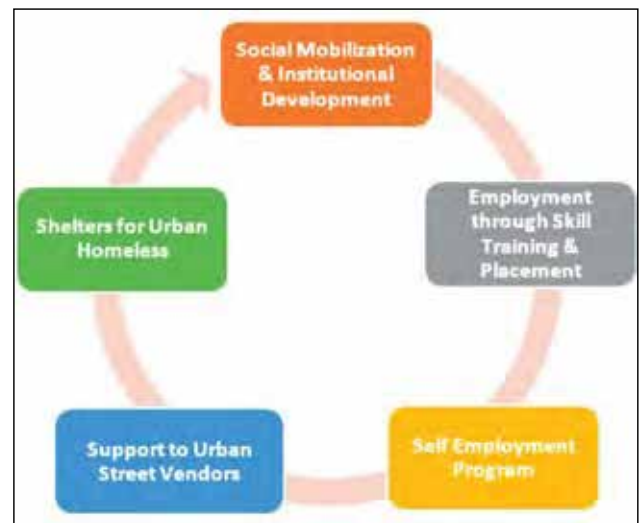 Social Mobilization
& Institutional
Development
Employment
through Skill
Training &
Placement
Self Employment
Program
Support to Urban
Street Vendors
Shelters for Urban
Homeless